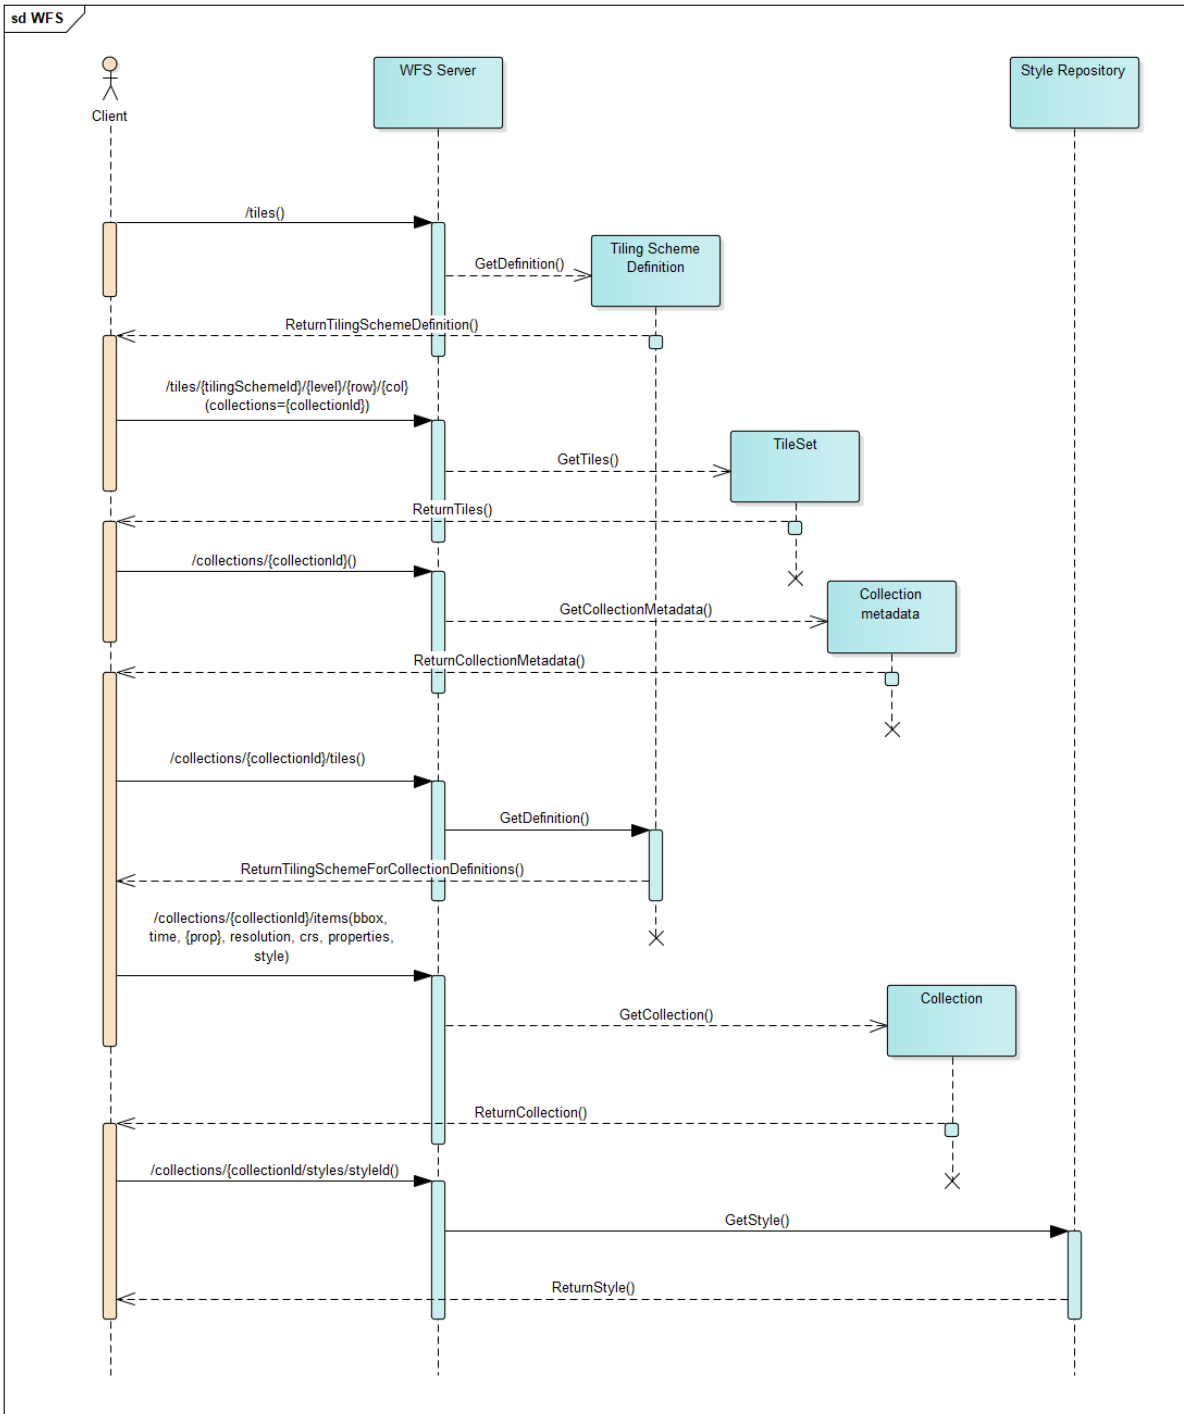 sd WFS
Client
WFS Server
Style Repository
/tiles()
Tiling Scheme
Definition
GetDefinition()
ReturnTilingSchemeDefinition()
/tiles/{tilingSchemeId}/{level}/{row}/{col}
(collections={collectionId})
TileSet
GetTiles()
ReturnTiles()
/collections/{collectionId}()
Collection
metadata
GetCollectionMetadata()
ReturnCollectionMetadata()
/collections/{collectionId}/tiles()
GetDefinition()
ReturnTilingSchemeForCollectionDefinitions()
/collections/{collectionId}/items(bbox,
time, {prop}, resolution, crs, properties,
style)
Collection
GetCollection()
ReturnCollection()
/collections/{collectionId/styles/styleId()
GetStyle()
ReturnStyle()